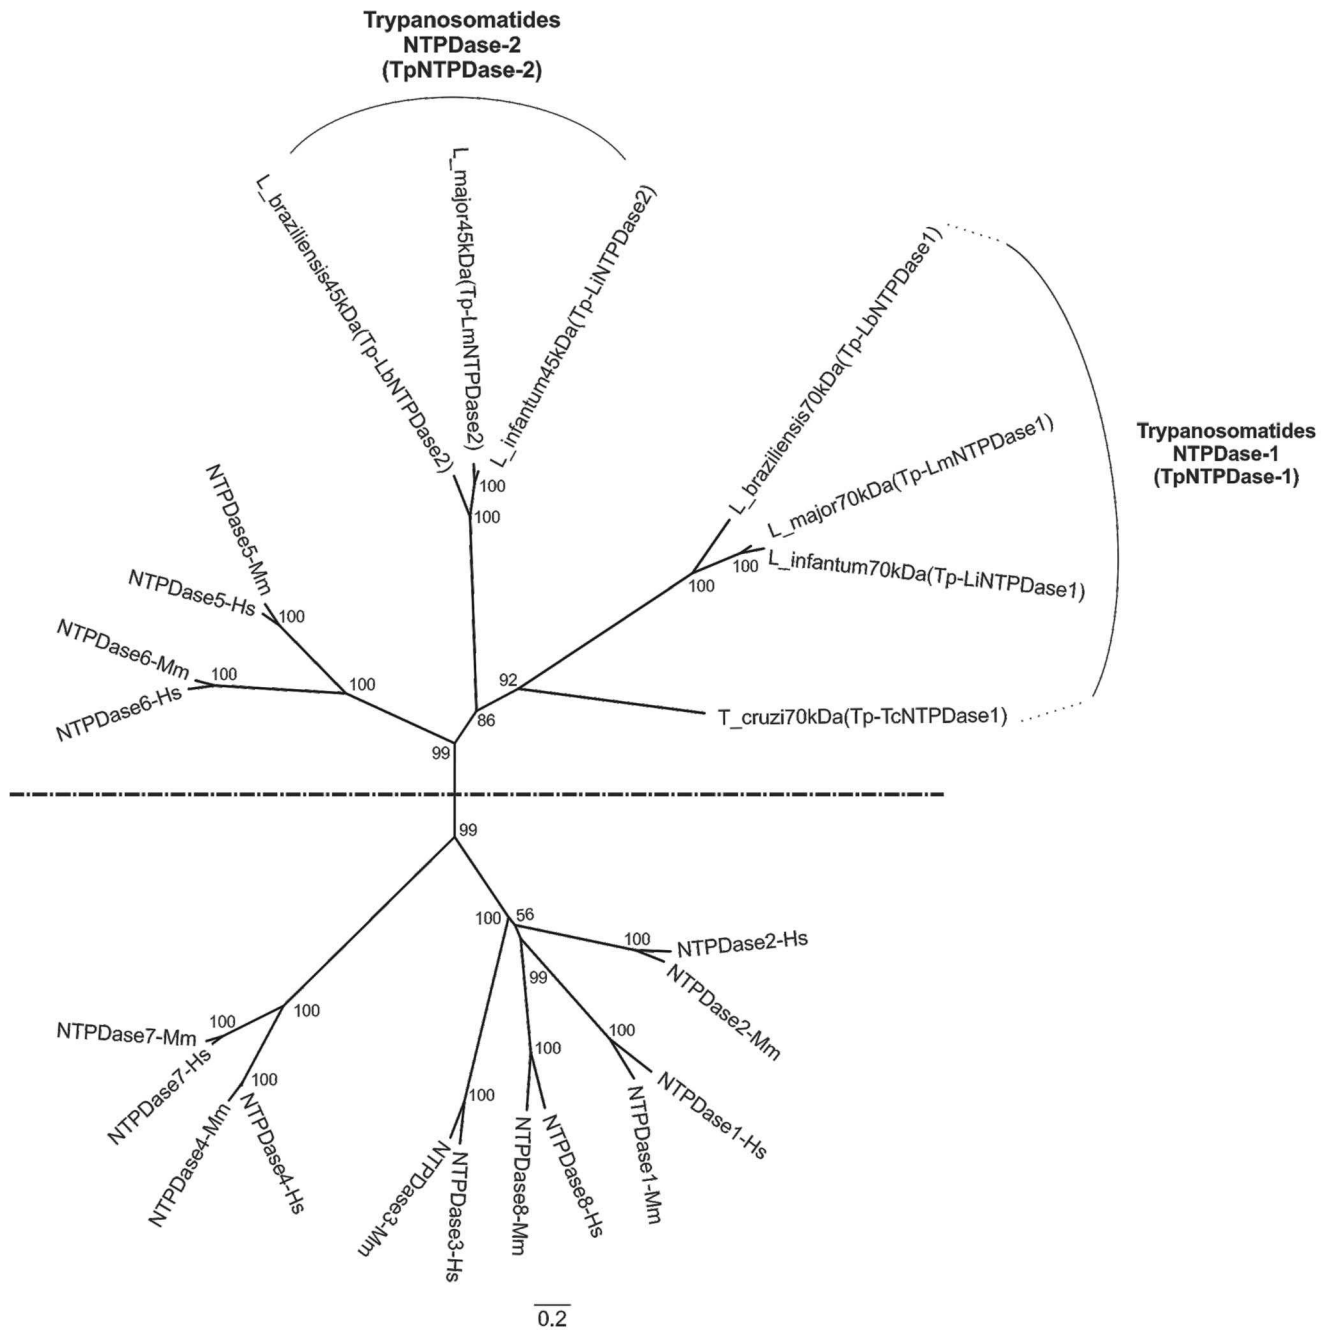 Trypanosomatides
NTPDase-2
(TpNTPDase-2)
L_braziliensis45kDa(Tp-LbNTPDase2)
L_major45kDa(Tp-LmNTPDase2)
L_infantum45kDa(Tp-LiNTPDase2)
100
100
L_braziliensis70kDa(Tp-LbNTPDase1)
L_major70kDa(Tp-LmNTPDase1)
L_infantum70kDa(Tp-LiNTPDase1)
100
100
Trypanosomatides
NTPDase-1
(TpNTPDase-1)
T_cruzi70kDa(Tp-TcNTPDase1)
92
86
NTPDase5-Mm
NTPDase5-Hs
100
NTPDase6-Mm
NTPDase6-Hs
100
100
99
99
100
56
100
NTPDase2-Hs
NTPDase2-Mm
99
100
NTPDase1-Hs
NTPDase1-Mm
100
NTPDase8-Hs
NTPDase8-Mm
100
NTPDase3-Hs
NTPDase3-Mm
100
100
NTPDase7-Mm
NTPDase7-Hs
100
NTPDase4-Mm
NTPDase4-Hs
0.2